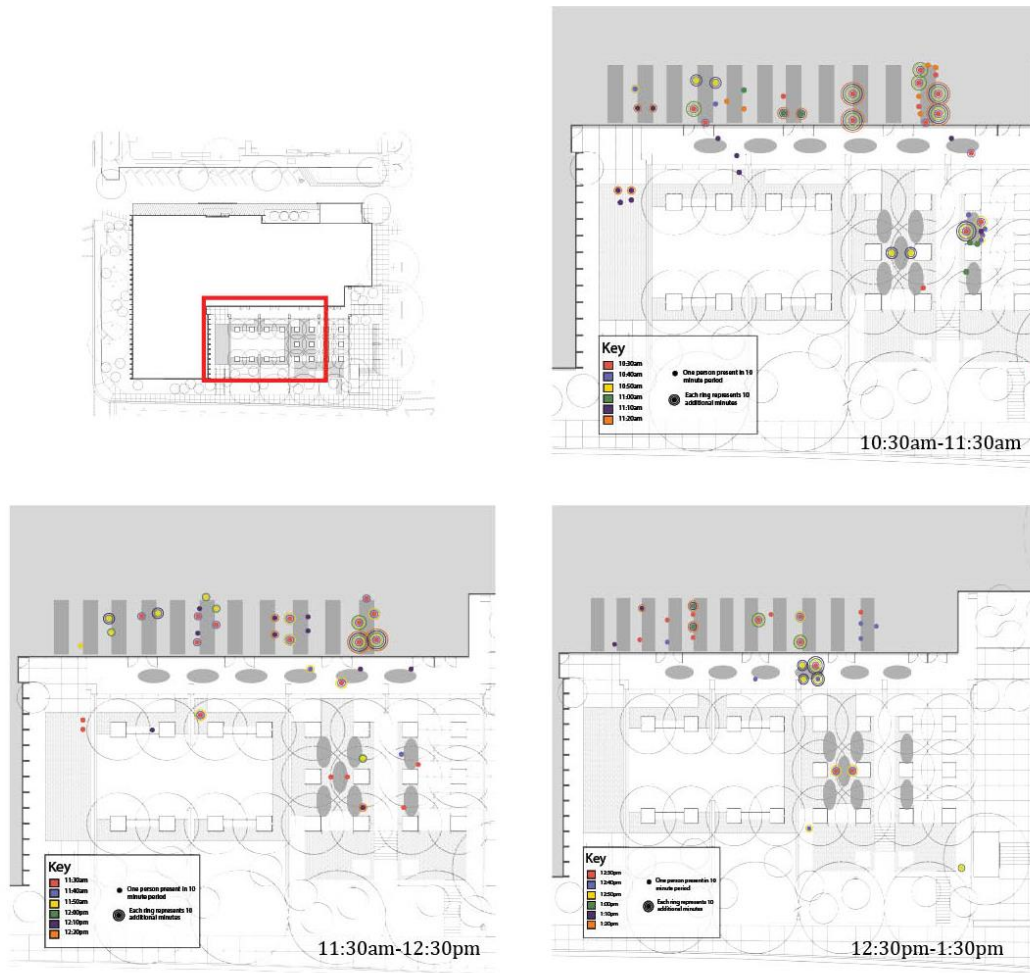 Key
10:30am
10:40am
10:50am
11:00am
11:10am
11:20am
One person present in 10
minute period
Each ring represents 10
additional minutes
10:30am-11:30am
Key
11:30am
11:40am
11:50am
12:00pm
12:10pm
12:20pm
One person present in 10
minute period
Each ring represents 10
additional minutes
11:30am-12:30pm
Key
12:30pm
12:40pm
12:50pm
1:00pm
1:10pm
1:20pm
One person present in 10
minute period
Each ring represents 10
additional minutes
12:30pm-1:30pm